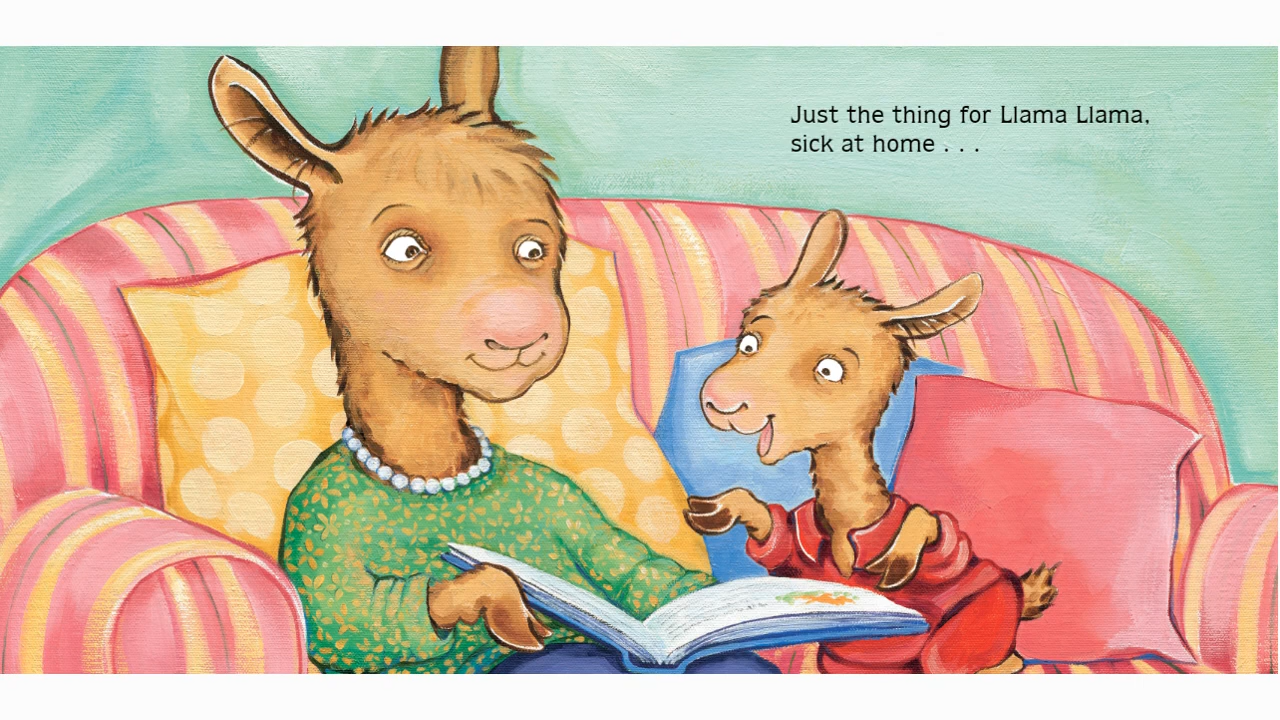 Just the thing for Llama Llama,
sick at home . . .